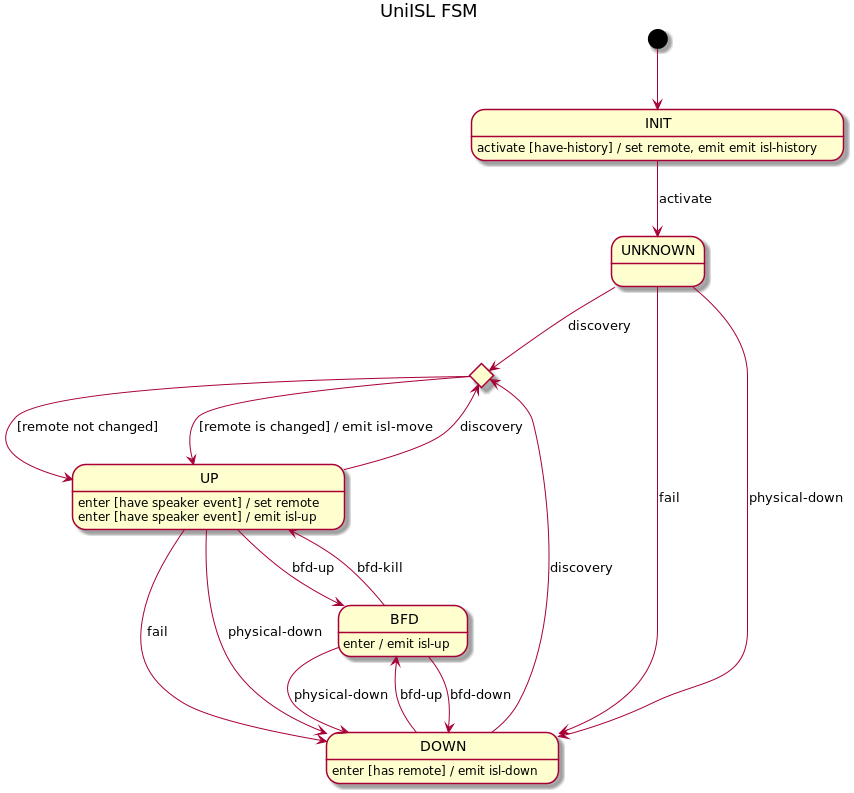 UniISL FSM
INIT
activate [have-history] / set remote, emit emit isl-history
activate
UNKNOWN
discovery
[remote not changed]
[remote is changed] / emit isl-move
discovery
UP
enter [have speaker event] / set remote
enter [have speaker event] / emit isl-up
fail
physical-down
bfd-up
bfd-kill
discovery
BFD
enter / emit isl-up
fail
physical-down
physical-down
bfd-up
bfd-down
DOWN
enter [has remote] / emit isl-down